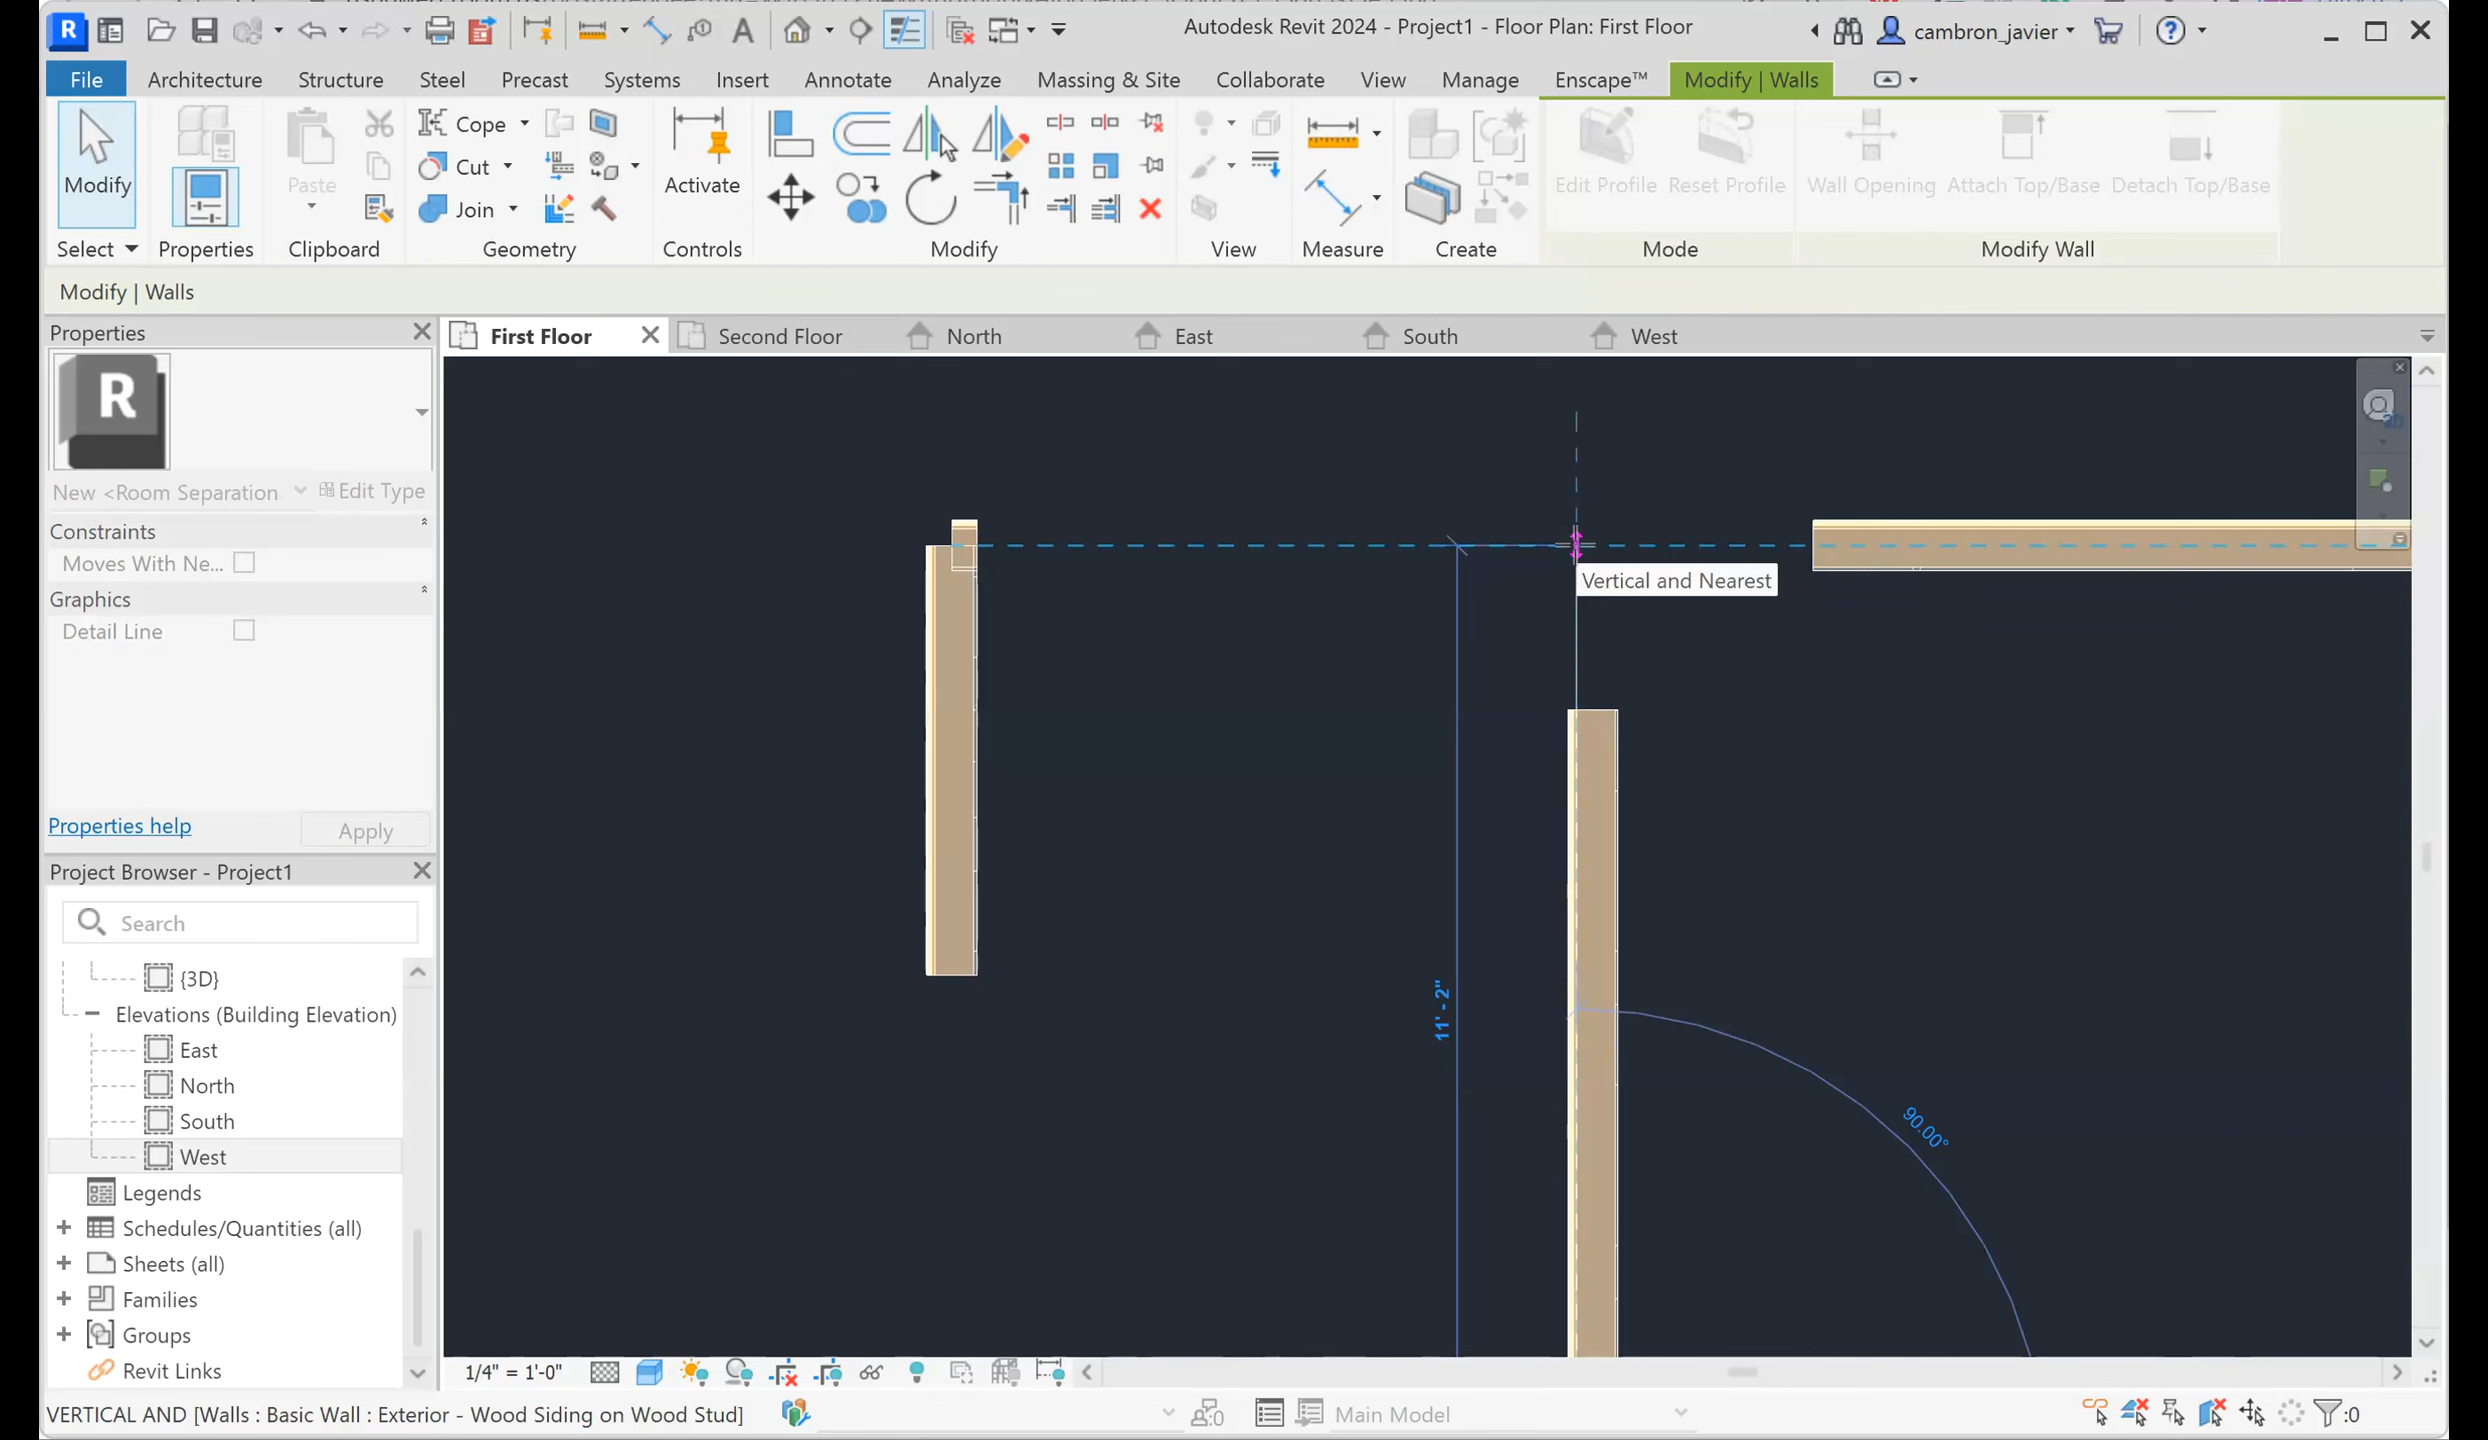 R
Autodesk Revit 2024 - Project1 - Floor Plan: First Floor
cambron_javier
File
Architecture
Structure
Steel
Precast
Systems
Insert
Annotate
Analyze
Massing & Site
Collaborate
View
Manage
Enscape™
Modify | Walls
Modify
Paste
Cope
Cut
Join
Activate
Edit Profile
Reset Profile
Wall Opening
Attach Top/Base
Detach Top/Base
Select
Properties
Clipboard
Geometry
Controls
Modify
View
Measure
Create
Mode
Modify Wall
Modify | Walls
Properties
R
New <Room Separation
Edit Type
Constraints
Moves With Ne...
Graphics
Detail Line
Properties help
Apply
Project Browser - Project1
Search
{3D}
Elevations (Building Elevation)
East
North
South
West
Legends
Schedules/Quantities (all)
Sheets (all)
Families
Groups
Revit Links
First Floor
Second Floor
North
East
South
West
Vertical and Nearest
11' - 2"
90.00°
1/4" = 1'-0"
VERTICAL AND [Walls : Basic Wall : Exterior - Wood Siding on Wood Stud]
:0
Main Model
:0